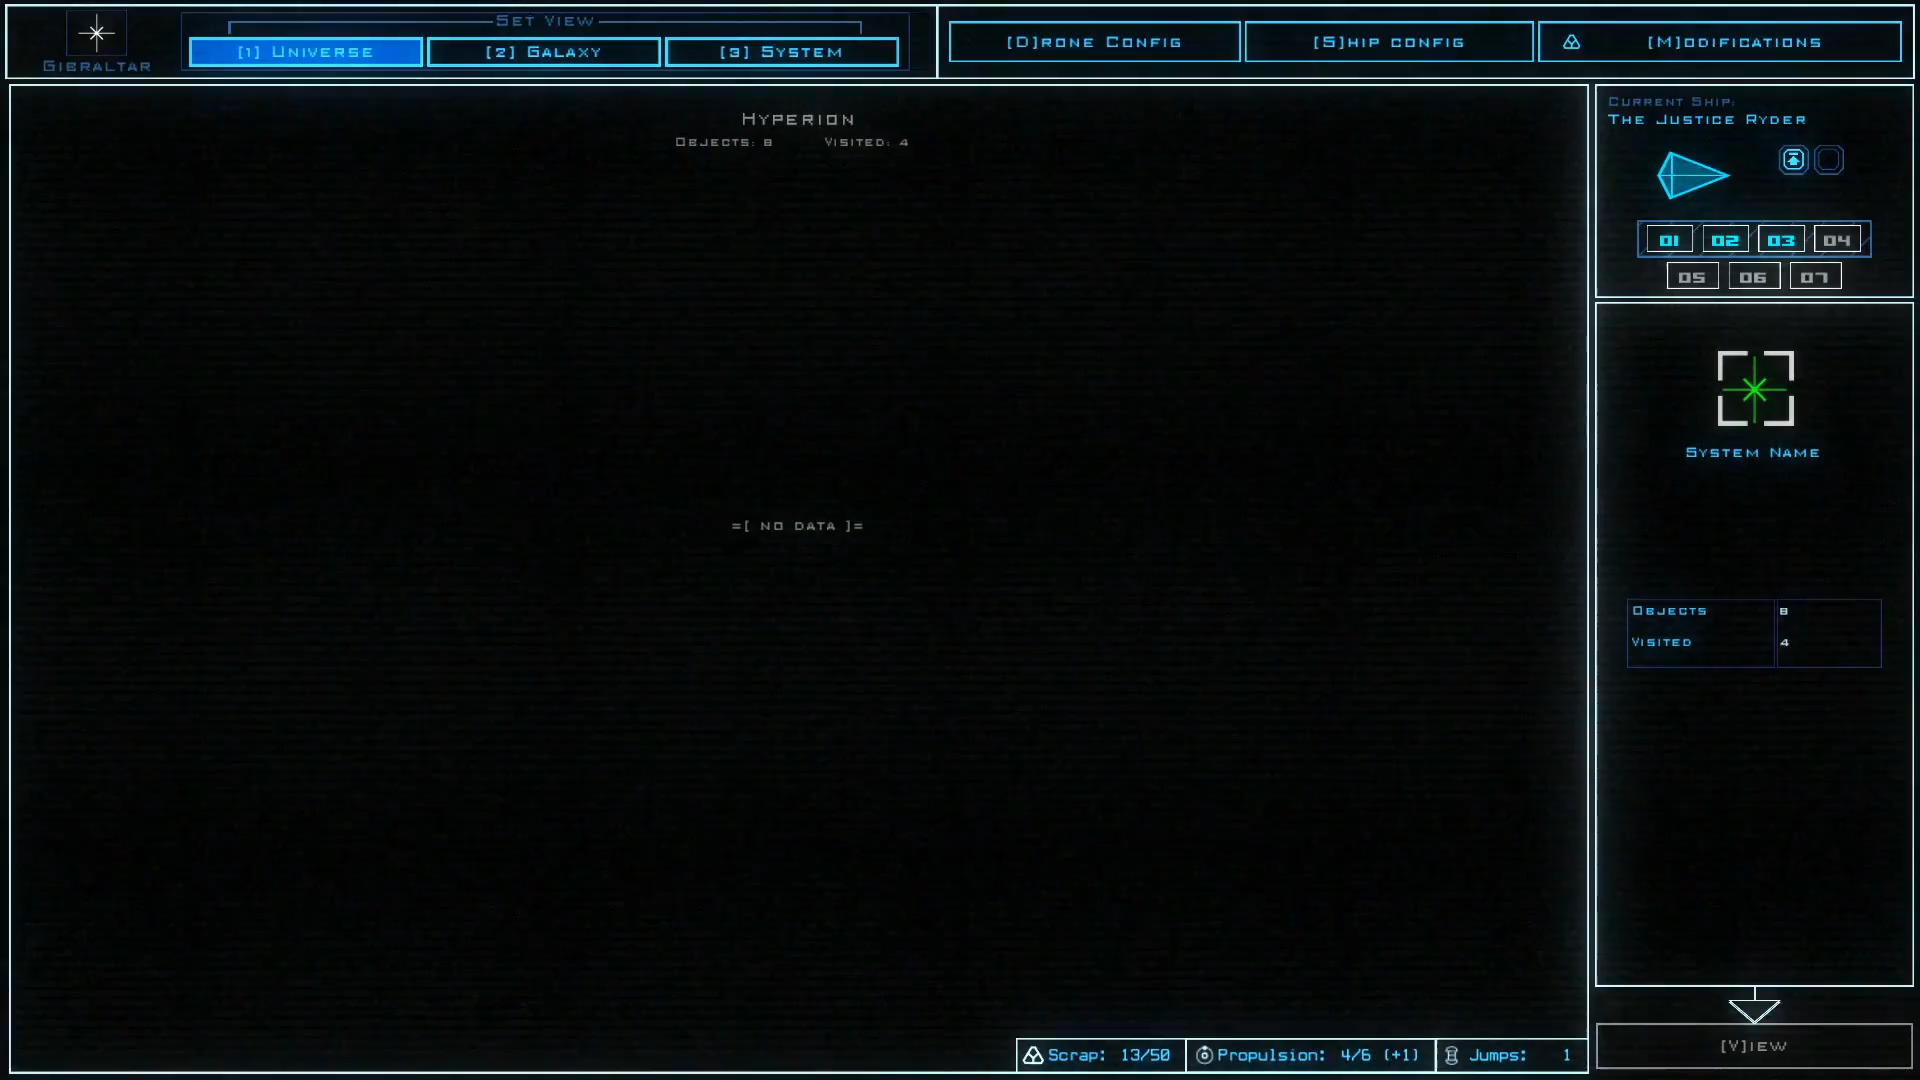 Gibraltar
Set View
[1] Universe
[2] Galaxy
[3] System
[D]rone Config
[S]hip config
[M]odifications
Hyperion
Objects: 8 Visited: 4
=[ no data ]=
Current Ship:
The Justice Ryder
01 02 03 04
05 06 07
System Name
Objects 8
Visited 4
Scrap: 13/50 Propulsion: 4/6 (+1) Jumps: 1
[V]iew